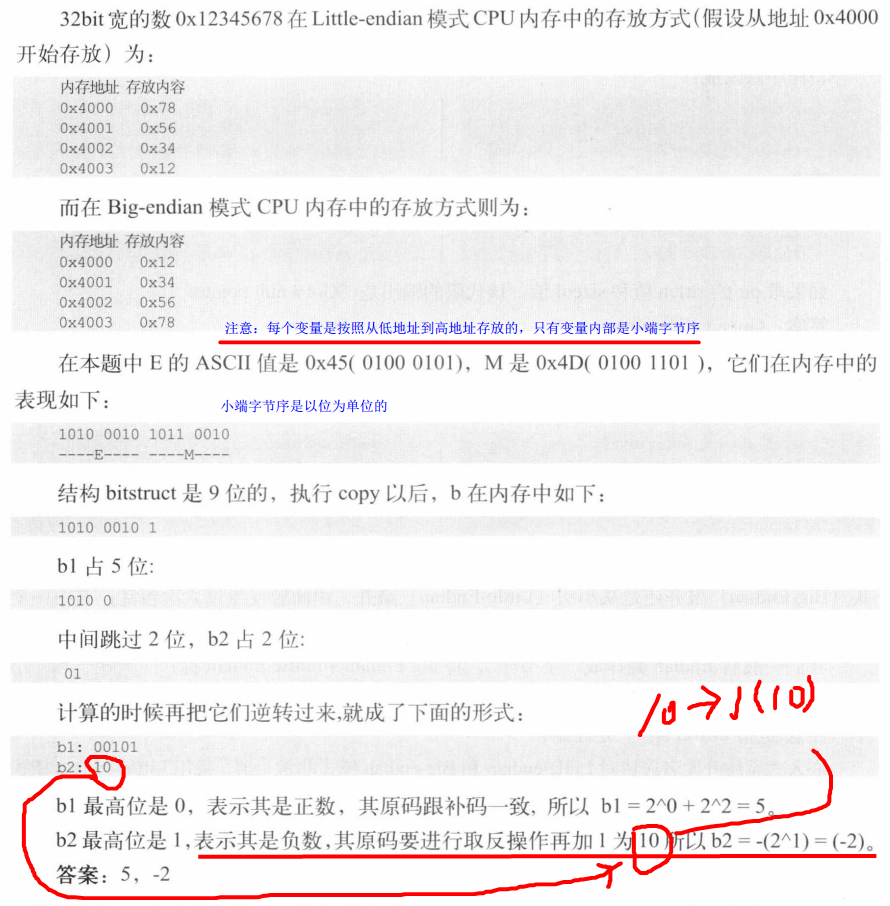 32bit 宽的数 0x12345678 在 Little-endian 模式 CPU 内存中的存放方式(假设从地址 0x4000
开始存放）为：
内存地址 存放内容
0x4000 0x78
0x4001 0x56
0x4002 0x34
0x4003 0x12
而在 Big-endian 模式 CPU 内存中的存放方式则为：
内存地址 存放内容
0x4000 0x12
0x4001 0x34
0x4002 0x56
0x4003 0x78
注意：每个变量是按照从低地址到高地址存放的，只有变量内部是小端字节序
在本题中 E 的 ASCII 值是 0x45( 0100 0101)，M 是 0x4D( 0100 1101 )，它们在内存中的
表现如下：
小端字节序是以位为单位的
1010 0010 1011 0010
----E---- ----M----
结构 bitstruct 是 9 位的，执行 copy 以后，b 在内存中如下：
1010 0010 1
b1 占 5 位:
1010 0
中间跳过 2 位，b2 占 2 位:
01
计算的时候再把它们逆转过来,就成了下面的形式：
b1: 00101
b2: 10
b1 最高位是 0，表示其是正数，其原码跟补码一致, 所以 b1 = 2^0 + 2^2 = 5。
b2 最高位是 1,表示其是负数,其原码要进行取反操作再加 1 为 10 所以 b2 = -(2^1) = (-2)。
答案：5，-2